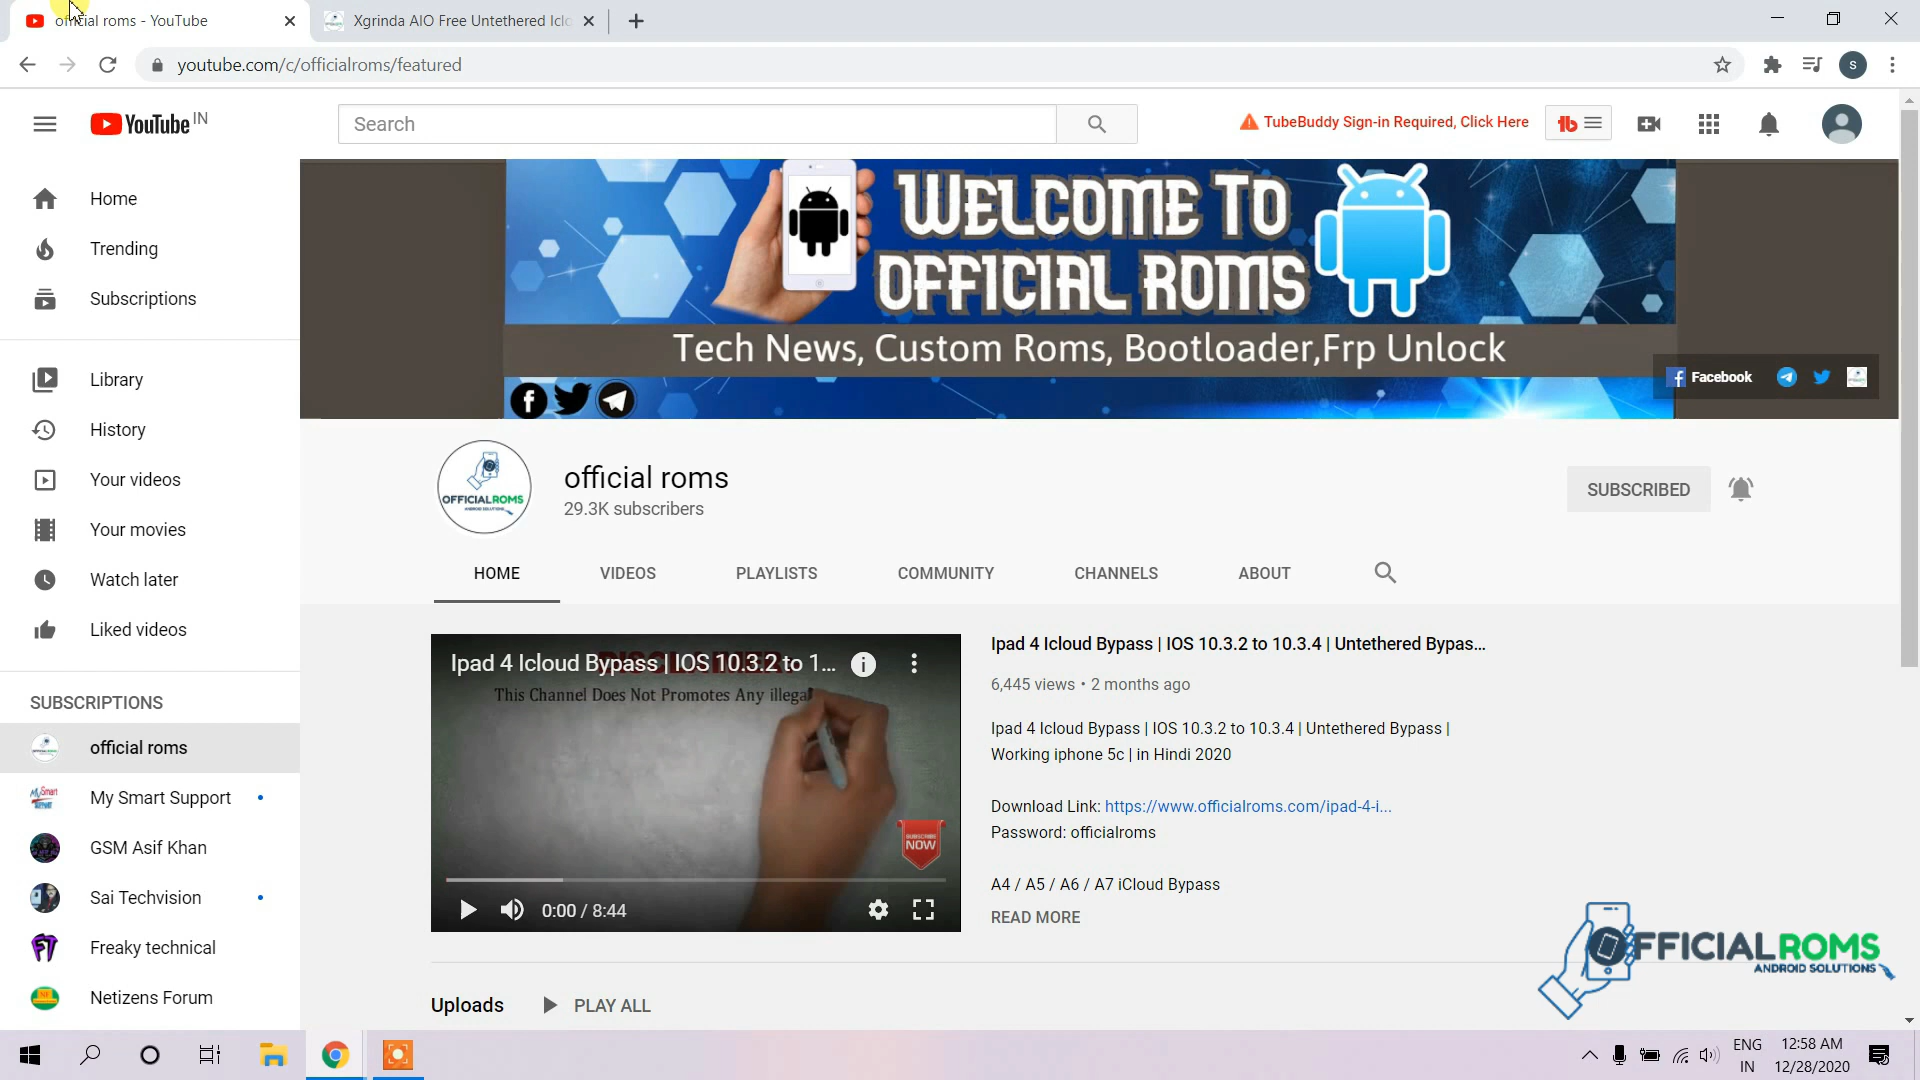 official roms - YouTube
Xgrinda AIO Free Untethered Iclo
youtube.com/c/officialroms/featured
S
YouTube IN
Search
TubeBuddy Sign-in Required, Click Here
Home
Trending
Subscriptions
Library
History
Your videos
Your movies
Watch later
Liked videos
SUBSCRIPTIONS
official roms
My Smart Support
GSM Asif Khan
Sai Techvision
Freaky technical
Netizens Forum
WELCOME TO
OFFICIAL ROMS
Tech News, Custom Roms, Bootloader,Frp Unlock
Facebook
OFFICIALROMS
ANDROID SOLUTIONS
official roms
29.3K subscribers
SUBSCRIBED
HOME
VIDEOS
PLAYLISTS
COMMUNITY
CHANNELS
ABOUT
Ipad 4 Icloud Bypass | IOS 10.3.2 to 1...
DISCLAIMER
This Channel Does Not Promotes Any illegal
SUBSCRIBE
NOW
0:00 / 8:44
Ipad 4 Icloud Bypass | IOS 10.3.2 to 10.3.4 | Untethered Bypas...
6,445 views • 2 months ago
Ipad 4 Icloud Bypass | IOS 10.3.2 to 10.3.4 | Untethered Bypass |
Working iphone 5c | in Hindi 2020
Download Link: https://www.officialroms.com/ipad-4-i...
Password: officialroms
A4 / A5 / A6 / A7 iCloud Bypass
READ MORE
Uploads
PLAY ALL
OFFICIALROMS
ANDROID SOLUTIONS
ENG
IN
12:58 AM
12/28/2020